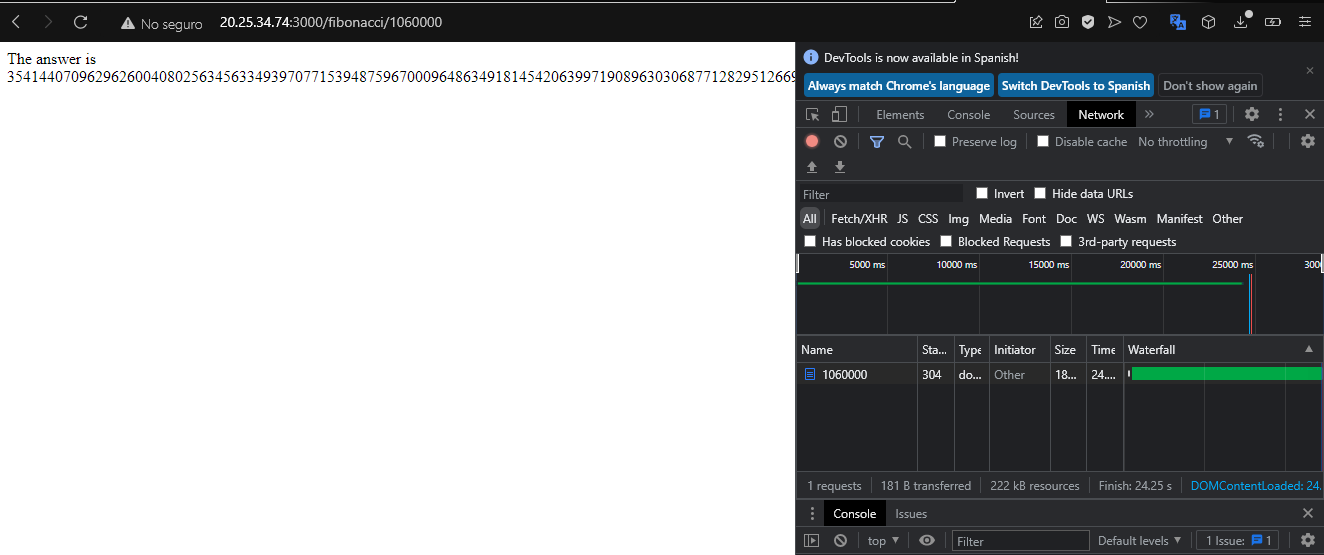 No seguro 20.25.34.74:3000/fibonacci/1060000
The answer is
DevTools is now available in Spanish!
Always match Chrome's language Switch DevTools to Spanish Don't show again
Elements Console Sources Network » 1
Preserve log Disable cache No throttling
Filter Invert Hide data URLs
All Fetch/XHR JS CSS Img Media Font Doc WS Wasm Manifest Other
Has blocked cookies Blocked Requests 3rd-party requests
5000 ms 10000 ms 15000 ms 20000 ms 25000 ms 300
Name Sta... Type Initiator Size Time Waterfall
1060000 304 do... Other 18... 24....
1 requests 181 B transferred 222 kB resources Finish: 24.25 s DOMContentLoaded: 24.
Console Issues
top Filter Default levels 1 Issue: 1